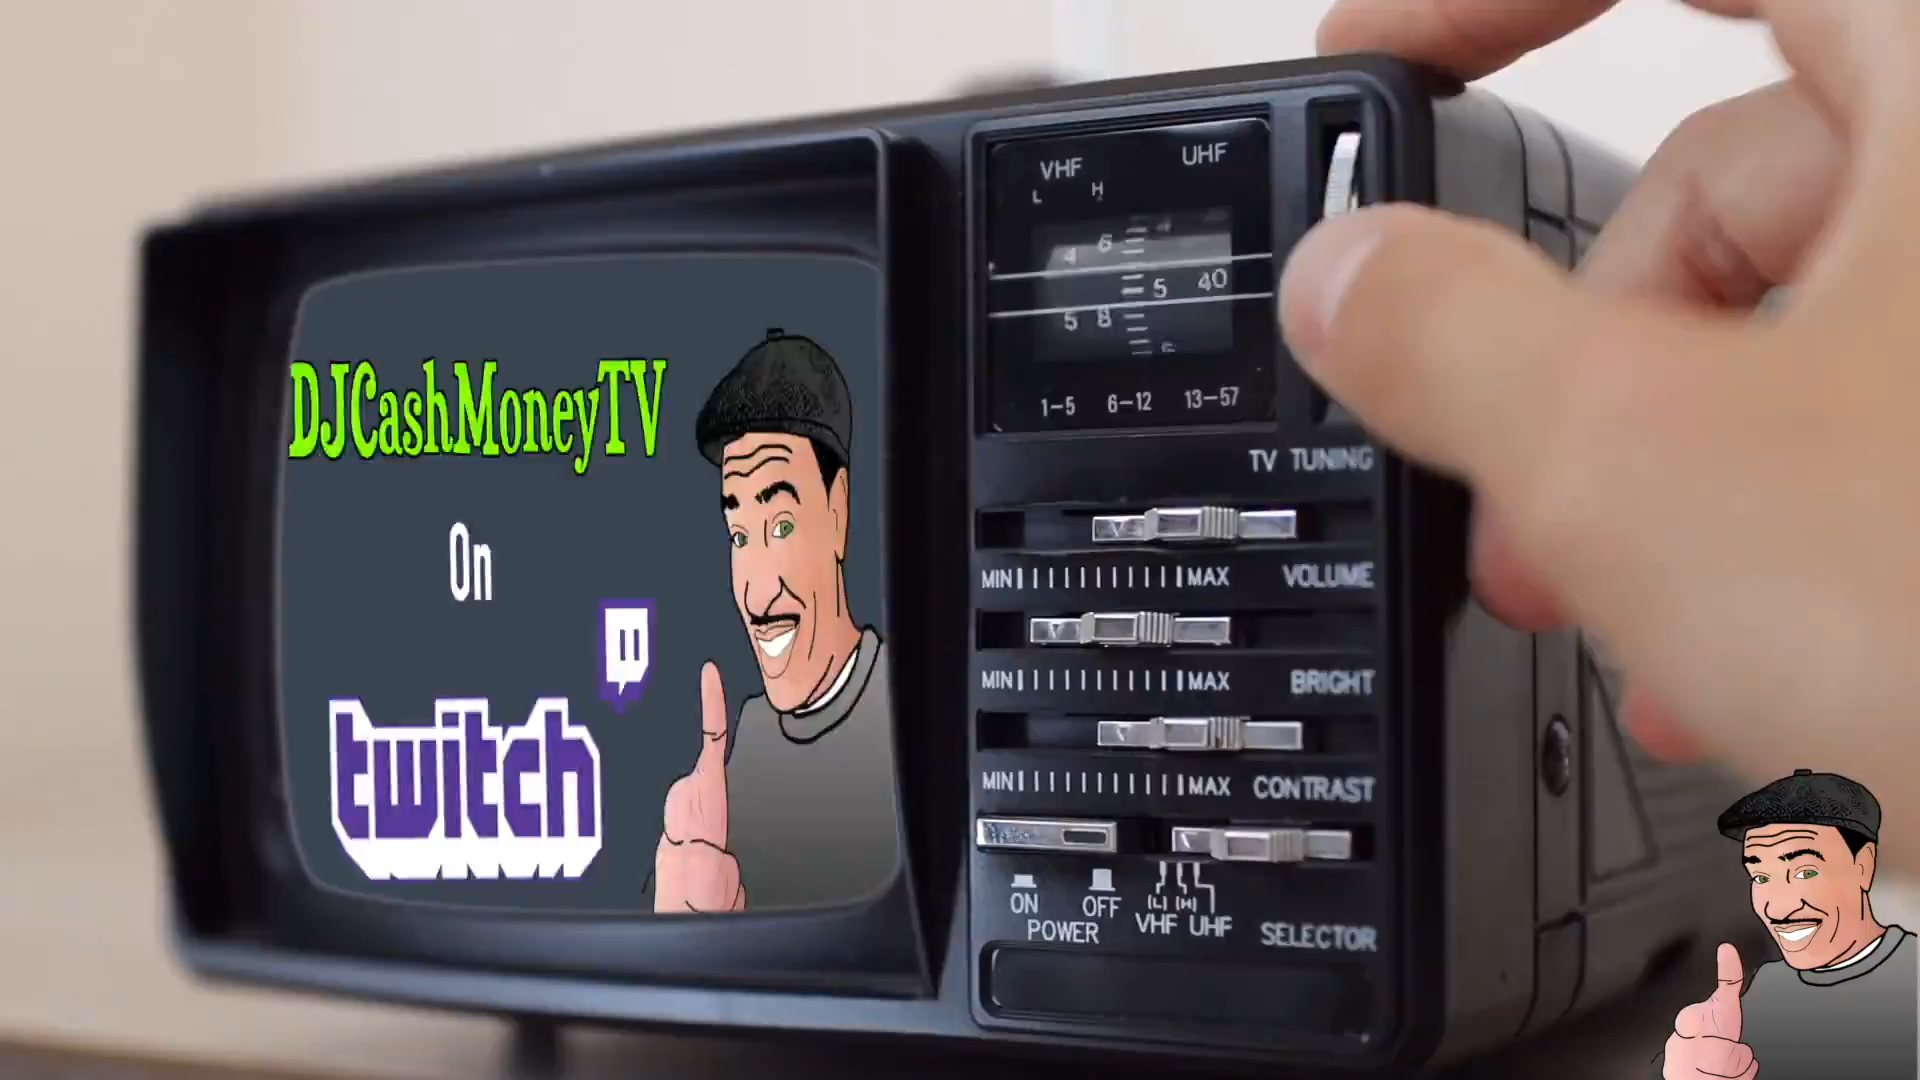 DJCashMoneyTV
On
twitch
VHF UHF
L H
4 6
5 40
5 8
1-5 6-12 13-57
TV TUNING
MIN MAX VOLUME
MIN MAX BRIGHT
MIN MAX CONTRAST
ON OFF
POWER
(L) (H)
VHF UHF
SELECTOR